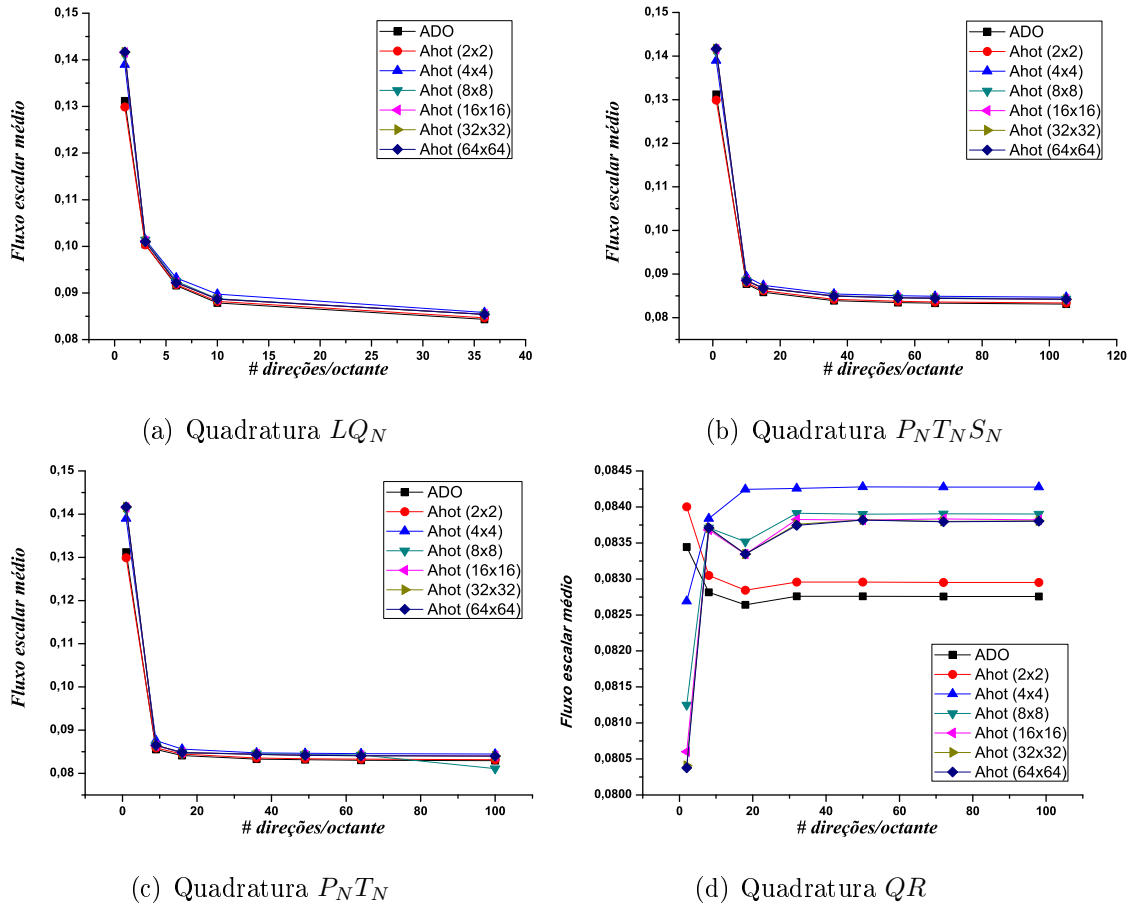 0,15
0,14
0,13
0,12
0,11
0,10
0,09
0,08
Fluxo escalar médio
ADO
Ahot (2x2)
Ahot (4x4)
Ahot (8x8)
Ahot (16x16)
Ahot (32x32)
Ahot (64x64)
0 5 10 15 20 25 30 35 40
# direções/octante
(a) Quadratura LQ_N
0,15
0,14
0,13
0,12
0,11
0,10
0,09
0,08
Fluxo escalar médio
ADO
Ahot (2x2)
Ahot (4x4)
Ahot (8x8)
Ahot (16x16)
Ahot (32x32)
Ahot (64x64)
0 20 40 60 80 100 120
# direções/octante
(b) Quadratura P_N T_N S_N
0,15
0,14
0,13
0,12
0,11
0,10
0,09
0,08
Fluxo escalar médio
ADO
Ahot (2x2)
Ahot (4x4)
Ahot (8x8)
Ahot (16x16)
Ahot (32x32)
Ahot (64x64)
0 20 40 60 80 100
# direções/octante
(c) Quadratura P_N T_N
0,0845
0,0840
0,0835
0,0830
0,0825
0,0820
0,0815
0,0810
0,0805
0,0800
Fluxo escalar médio
ADO
Ahot (2x2)
Ahot (4x4)
Ahot (8x8)
Ahot (16x16)
Ahot (32x32)
Ahot (64x64)
0 20 40 60 80 100
# direções/octante
(d) Quadratura QR